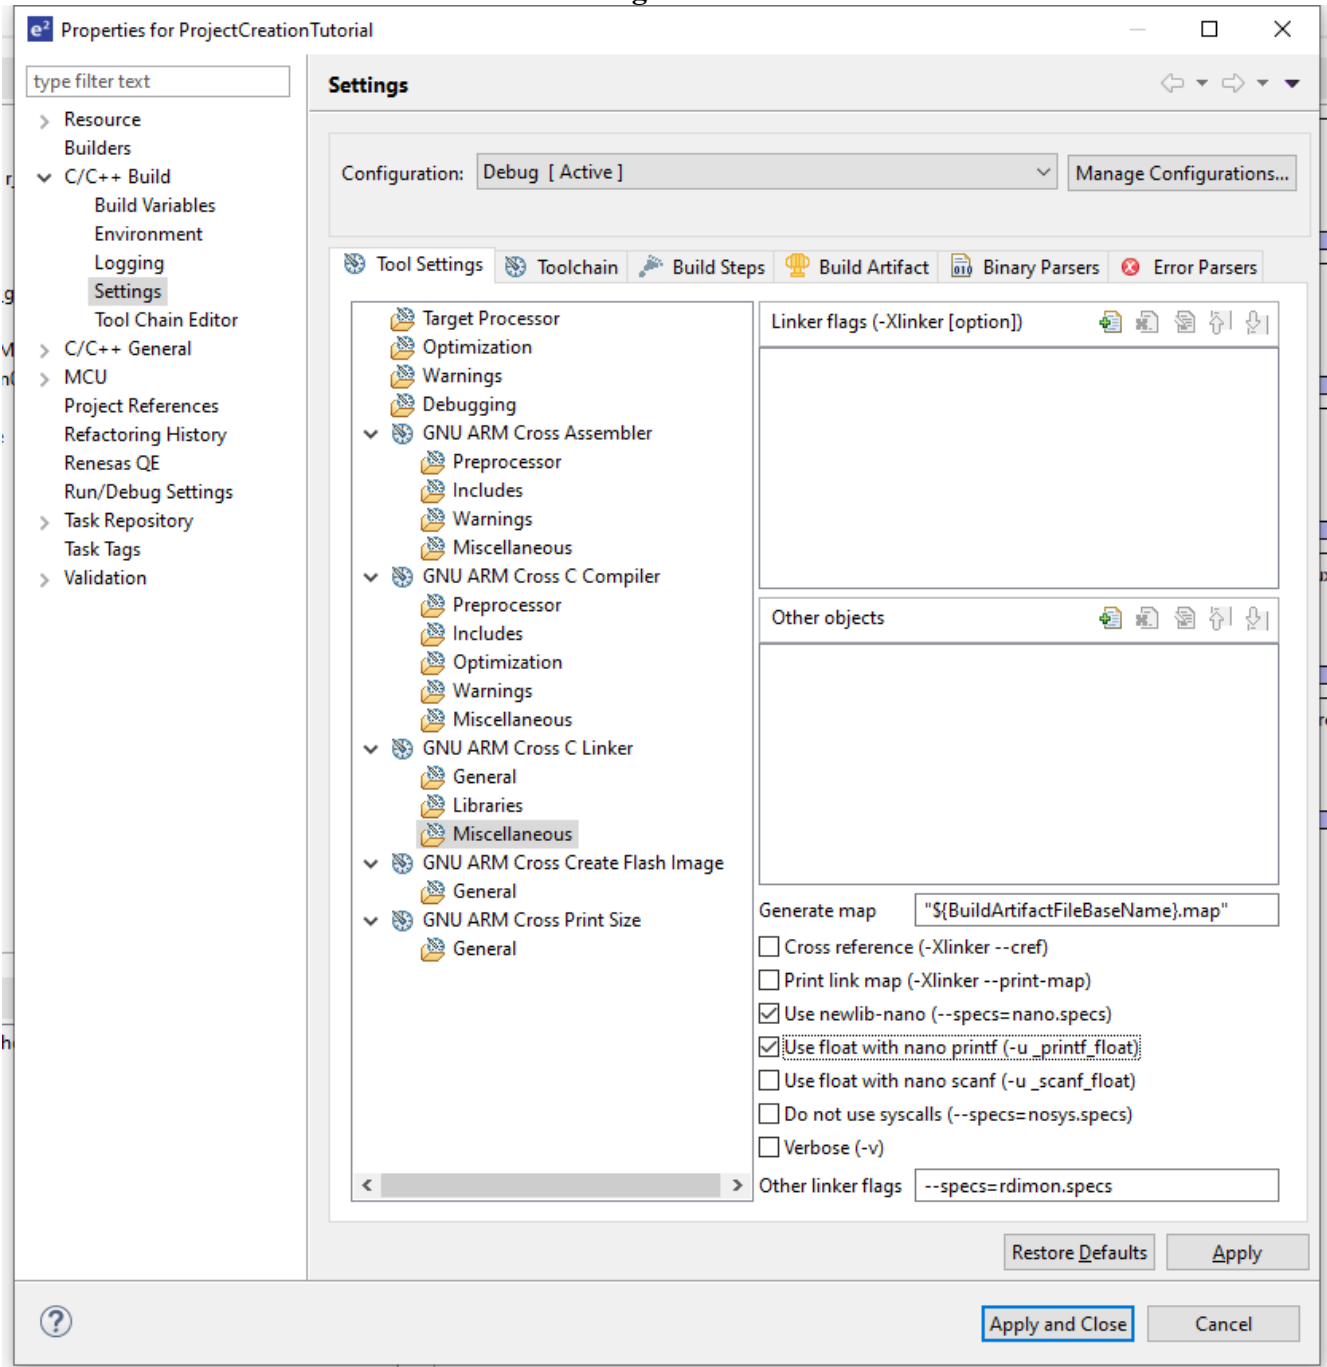 e² Properties for ProjectCreationTutorial
type filter text
Resource
Builders
C/C++ Build
Build Variables
Environment
Logging
Settings
Tool Chain Editor
C/C++ General
MCU
Project References
Refactoring History
Renesas QE
Run/Debug Settings
Task Repository
Task Tags
Validation
Settings
Configuration: Debug [ Active ] Manage Configurations...
Tool Settings Toolchain Build Steps Build Artifact Binary Parsers Error Parsers
Target Processor
Optimization
Warnings
Debugging
GNU ARM Cross Assembler
Preprocessor
Includes
Warnings
Miscellaneous
GNU ARM Cross C Compiler
Preprocessor
Includes
Optimization
Warnings
Miscellaneous
GNU ARM Cross C Linker
General
Libraries
Miscellaneous
GNU ARM Cross Create Flash Image
General
GNU ARM Cross Print Size
General
Linker flags (-Xlinker [option])
Other objects
Generate map "${BuildArtifactFileBaseName}.map"
Cross reference (-Xlinker --cref)
Print link map (-Xlinker --print-map)
Use newlib-nano (--specs=nano.specs)
Use float with nano printf (-u _printf_float)
Use float with nano scanf (-u _scanf_float)
Do not use syscalls (--specs=nosys.specs)
Verbose (-v)
Other linker flags --specs=rdimon.specs
Restore Defaults Apply
Apply and Close Cancel